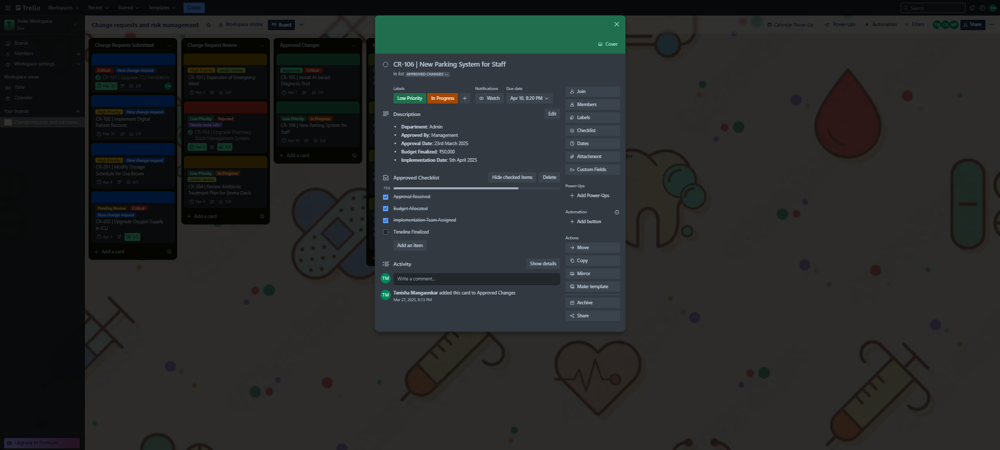 Trello
Workspaces
Recent
Starred
Templates
Create
Search
TM
T
Trello Workspace
Free
Boards
Members
Workspace settings
Workspace views
Table
Calendar
Your boards
Change requests and risk mana...
Upgrade to Premium
Change requests and risk management
Workspace visible
Board
Calendar Power-Up
Power-Ups
Automation
Filters
TM CG MT
Share
Change Requests Submitted
Critical New change request
CR-101 | Upgrade ICU Ventilators
Mar 30 3/5 CG
High Priority New change request
CR-102 | Implement Digital
Patient Records
Mar 31 2/5
High Priority New change request
CR-201 | Modify Dosage
Schedule for Lisa Brown
Apr 4 4/5
Pending Review Critical
New change request
CR-202 | Upgrade Oxygen Supply
in ICU
Apr 4 5/5
Add a card
Change Request Review
High Priority Under review
CR-103 | Expansion of Emergency
Ward
Apr 2 3/4
Low Priority Rejected
Needs more info
CR-104 | Upgrade Pharmacy
Stock Management System
Apr 3 4/4
Low Priority In Progress
Under review
CR-304 | Review Antibiotic
Treatment Plan for Emma Davis
Apr 9 1/4
Add a card
Approved Changes
Approved Critical
CR-105 | Install AI-based
Diagnosis Tool
Apr 7 2/4
Low Priority In Progress
CR-106 | New Parking System for
Staff
Apr 10 3/4
Add a card
Cover
CR-106 | New Parking System for Staff
in list APPROVED CHANGES
Labels
Low Priority In Progress
Notifications
Watch
Due date
Apr 10, 8:20 PM
Description
Edit
Department: Admin
Approved By: Management
Approval Date: 23rd March 2025
Budget Finalized: ₹50,000
Implementation Date: 5th April 2025
Approved Checklist
Hide checked items
Delete
75%
Approval Received
Budget Allocated
Implementation Team Assigned
Timeline Finalized
Add an item
Activity
Show details
TM
Write a comment...
TM
Tanisha Mangaonkar added this card to Approved Changes
Mar 27, 2025, 8:13 PM
Join
Members
Labels
Checklist
Dates
Attachment
Custom Fields
Power-Ups
Add Power-Ups
Automation
Add button
Actions
Move
Copy
Mirror
Make template
Archive
Share